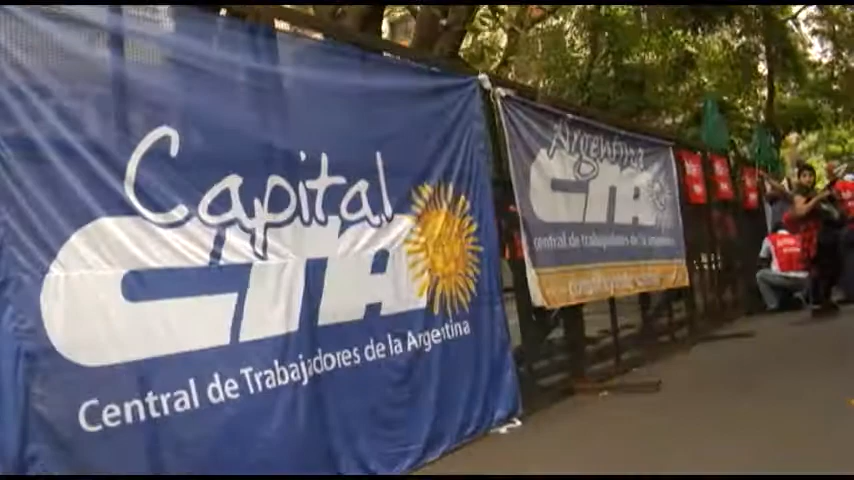 Capital
CTA
Central de Trabajadores de la Argentina
Argentina
CTA
central de trabajadores de la argentina